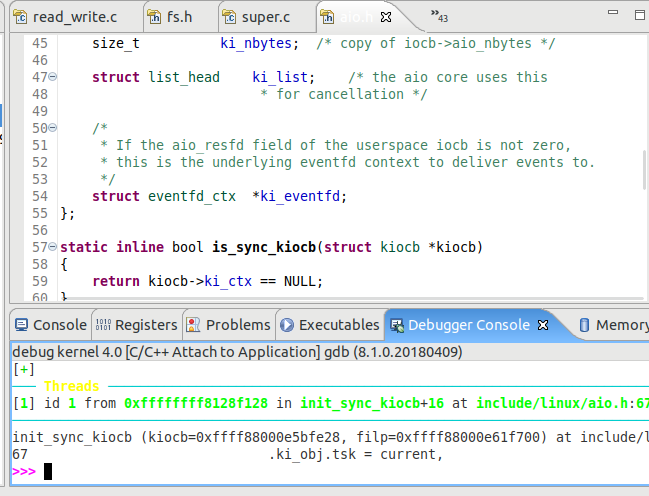 read_write.c fs.h super.c aio.h »43
45 size_t ki_nbytes; /* copy of iocb->aio_nbytes */
46
47 struct list_head ki_list; /* the aio core uses this
48 * for cancellation */
49
50 /*
51 * If the aio_resfd field of the userspace iocb is not zero,
52 * this is the underlying eventfd context to deliver events to.
53 */
54 struct eventfd_ctx *ki_eventfd;
55 };
56
57 static inline bool is_sync_kiocb(struct kiocb *kiocb)
58 {
59 return kiocb->ki_ctx == NULL;
60 }
Console Registers Problems Executables Debugger Console Memory
debug kernel 4.0 [C/C++ Attach to Application] gdb (8.1.0.20180409)
[+]
Threads
[1] id 1 from 0xffffffff8128f128 in init_sync_kiocb+16 at include/linux/aio.h:67
init_sync_kiocb (kiocb=0xffff88000e5bfe28, filp=0xffff88000e61f700) at include/l
67 .ki_obj.tsk = current,
>>>